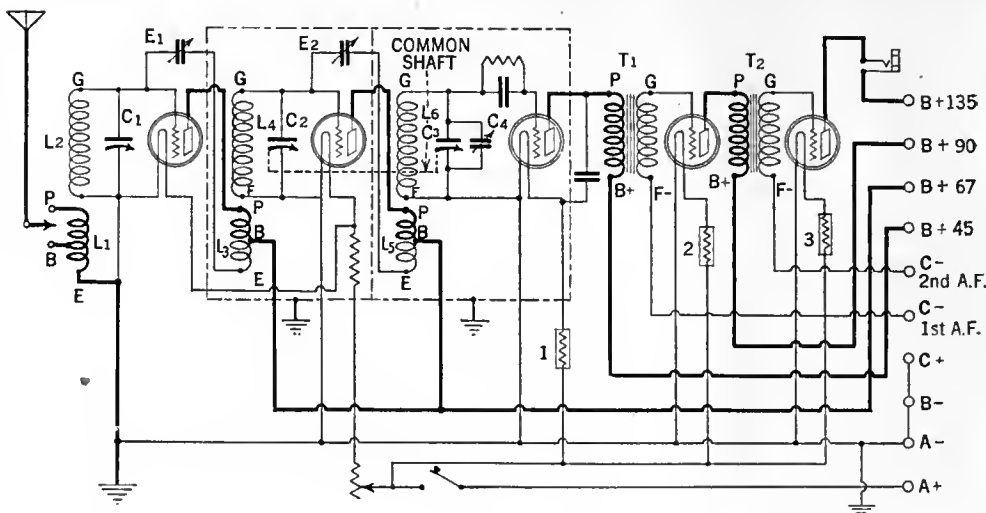 E1
E2
COMMON
SHAFT
T1
T2
G
G
G
P
G
P
G
B+135
L2
C1
L4
C2
L6
C3
C4
B+ 90
F
F
B+
F-
B+
F-
B+ 67
P
L1
B
E
P
B
L3
E
P
B
L5
E
2
3
B+ 45
C-
2nd A.F.
C-
1st A.F.
1
C+
B-
A-
A+